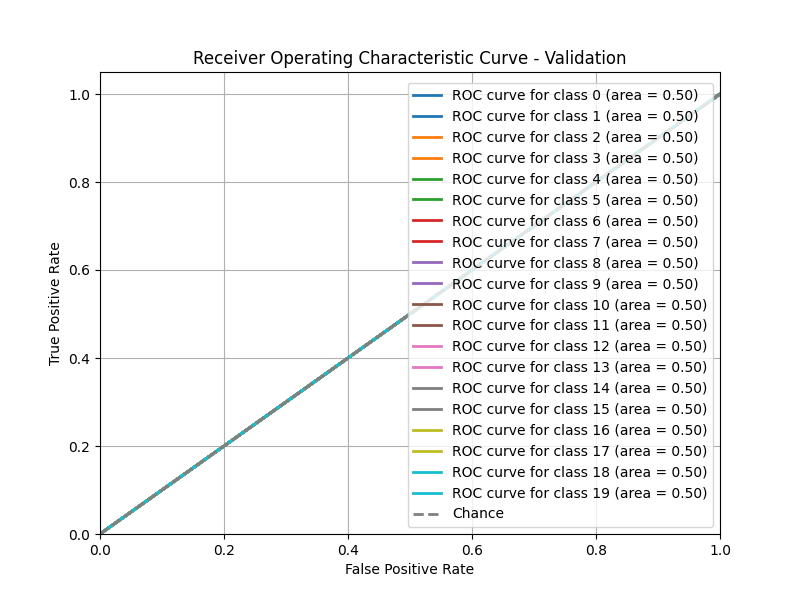 Receiver Operating Characteristic Curve - Validation
True Positive Rate
1.0
0.8
0.6
0.4
0.2
0.0
ROC curve for class 0 (area = 0.50)
ROC curve for class 1 (area = 0.50)
ROC curve for class 2 (area = 0.50)
ROC curve for class 3 (area = 0.50)
ROC curve for class 4 (area = 0.50)
ROC curve for class 5 (area = 0.50)
ROC curve for class 6 (area = 0.50)
ROC curve for class 7 (area = 0.50)
ROC curve for class 8 (area = 0.50)
ROC curve for class 9 (area = 0.50)
ROC curve for class 10 (area = 0.50)
ROC curve for class 11 (area = 0.50)
ROC curve for class 12 (area = 0.50)
ROC curve for class 13 (area = 0.50)
ROC curve for class 14 (area = 0.50)
ROC curve for class 15 (area = 0.50)
ROC curve for class 16 (area = 0.50)
ROC curve for class 17 (area = 0.50)
ROC curve for class 18 (area = 0.50)
ROC curve for class 19 (area = 0.50)
Chance
0.0 0.2 0.4 0.6 0.8 1.0
False Positive Rate